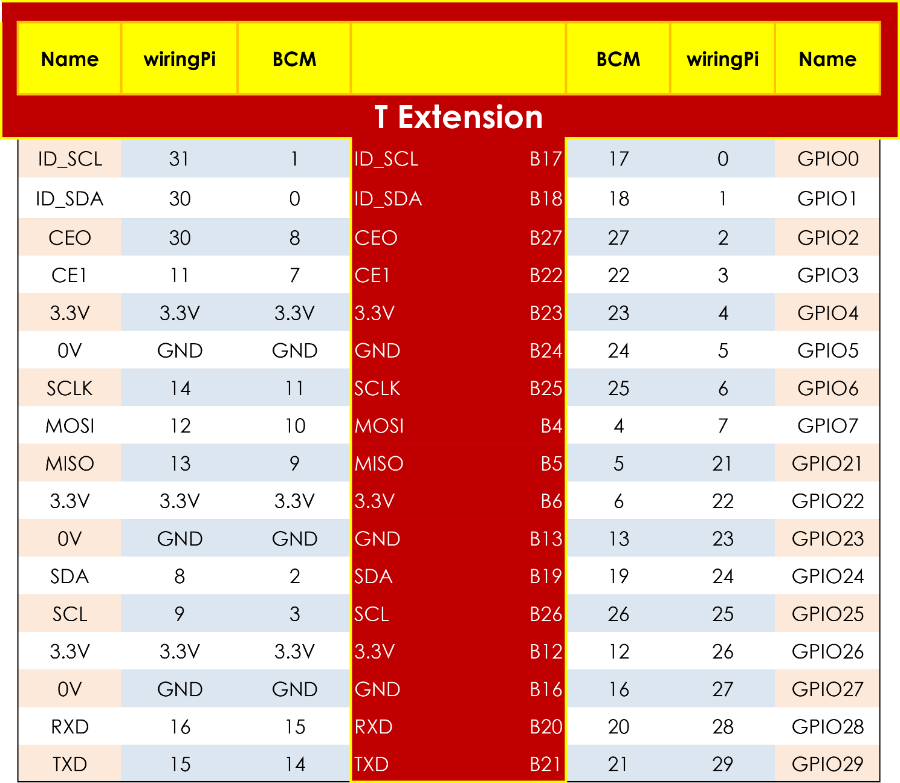 Name wiringPi BCM BCM wiringPi Name
T Extension
ID_SCL 31 1 ID_SCL B17 17 0 GPIO0
ID_SDA 30 0 ID_SDA B18 18 1 GPIO1
CEO 30 8 CEO B27 27 2 GPIO2
CE1 11 7 CE1 B22 22 3 GPIO3
3.3V 3.3V 3.3V 3.3V B23 23 4 GPIO4
0V GND GND GND B24 24 5 GPIO5
SCLK 14 11 SCLK B25 25 6 GPIO6
MOSI 12 10 MOSI B4 4 7 GPIO7
MISO 13 9 MISO B5 5 21 GPIO21
3.3V 3.3V 3.3V 3.3V B6 6 22 GPIO22
0V GND GND GND B13 13 23 GPIO23
SDA 8 2 SDA B19 19 24 GPIO24
SCL 9 3 SCL B26 26 25 GPIO25
3.3V 3.3V 3.3V 3.3V B12 12 26 GPIO26
0V GND GND GND B16 16 27 GPIO27
RXD 16 15 RXD B20 20 28 GPIO28
TXD 15 14 TXD B21 21 29 GPIO29